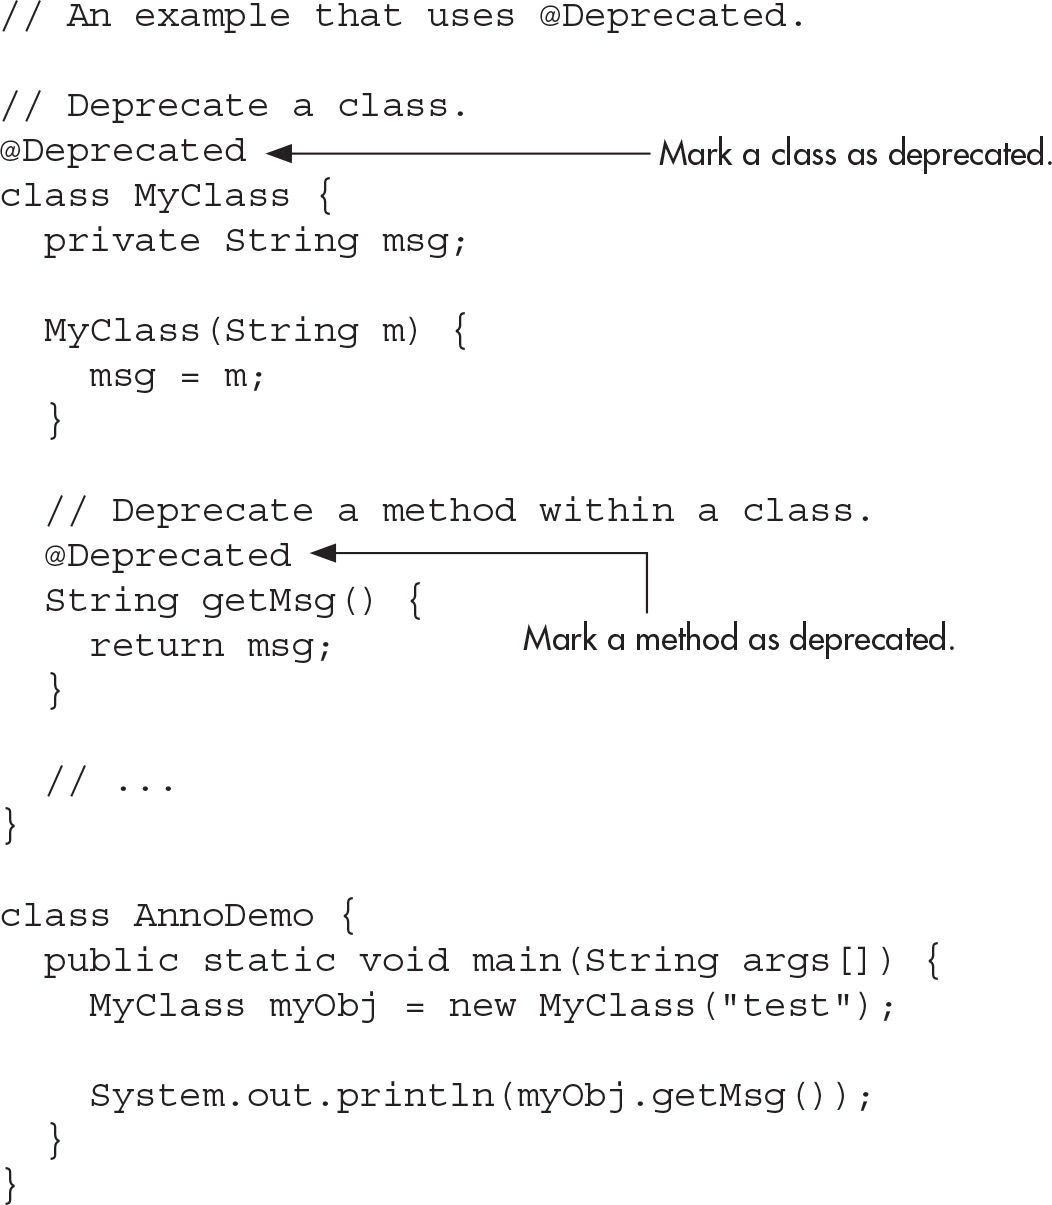 // An example that uses @Deprecated.
// Deprecate a class.
@Deprecated
Mark a class as deprecated.
class MyClass {
  private String msg;
  MyClass(String m) {
    msg = m;
  }
  // Deprecate a method within a class.
  @Deprecated
  String getMsg() {
    return msg;
Mark a method as deprecated.
  }
  // ...
}
class AnnoDemo {
  public static void main(String args[]) {
    MyClass myObj = new MyClass("test");
    System.out.println(myObj.getMsg());
  }
}